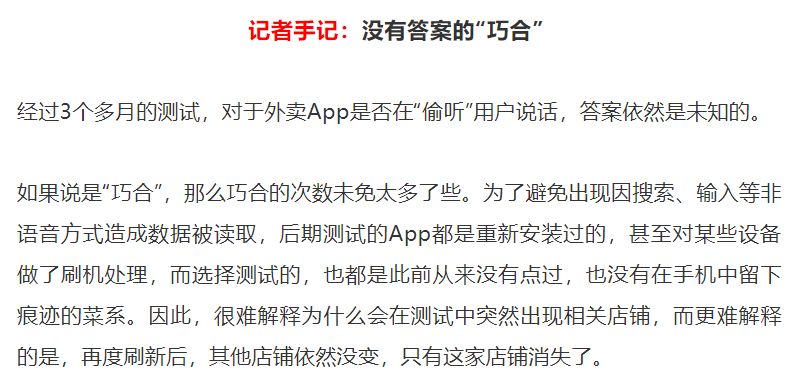 记者手记：没有答案的“巧合”
经过3个多月的测试，对于外卖App是否在“偷听”用户说话，答案依然是未知的。
如果说是“巧合”，那么巧合的次数未免太多了些。为了避免出现因搜索、输入等非
语音方式造成数据被读取，后期测试的App都是重新安装过的，甚至对某些设备
做了刷机处理，而选择测试的，也都是此前从来没有点过，也没有在手机中留下
痕迹的菜系。因此，很难解释为什么会在测试中突然出现相关店铺，而更难解释
的是，再度刷新后，其他店铺依然没变，只有这家店铺消失了。